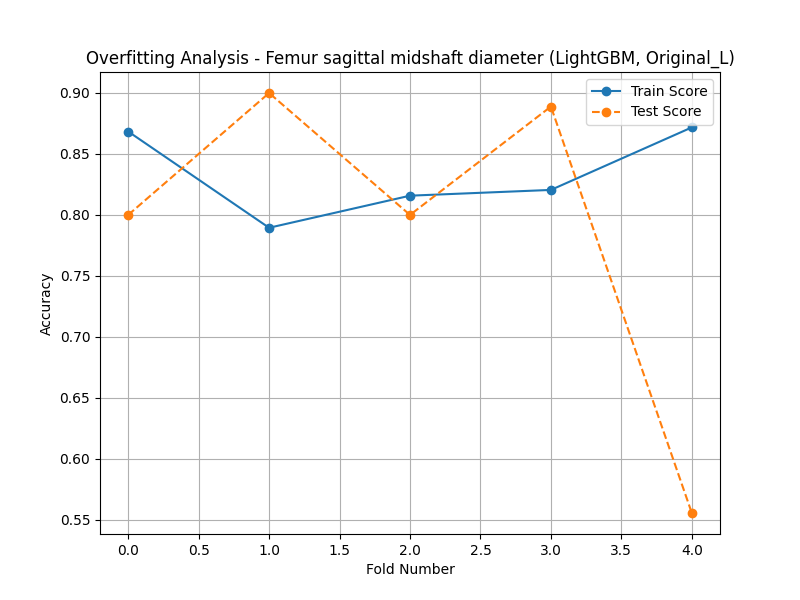 Overfitting Analysis - Femur sagittal midshaft diameter (LightGBM, Original_L)
Train Score
Test Score
0.90
0.85
0.80
0.75
0.70
0.65
0.60
0.55
Accuracy
0.0 0.5 1.0 1.5 2.0 2.5 3.0 3.5 4.0
Fold Number